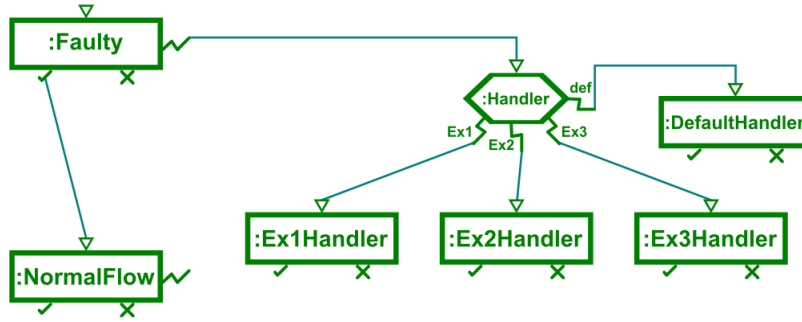 :Faulty
def
:Handler
:DefaultHandler
Ex1
Ex2
Ex3
:Ex1Handler
:Ex2Handler
:Ex3Handler
:NormalFlow